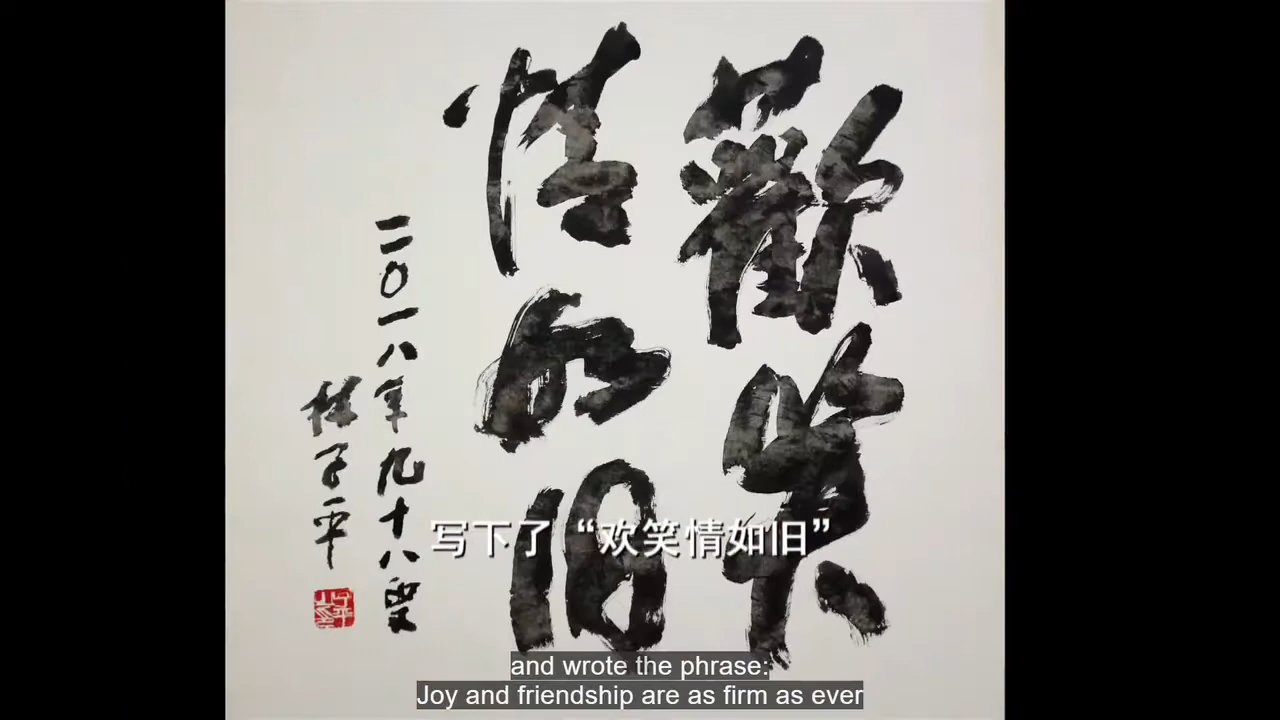 歡笑
情如旧
二〇一八年九十八叟
林子平
写下了“欢笑情如旧”
and wrote the phrase:
Joy and friendship are as firm as ever